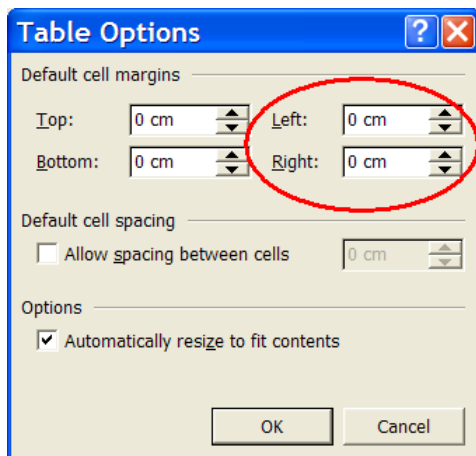 Table Options ?
Default cell margins
Top: 0 cm Left: 0 cm
Bottom: 0 cm Right: 0 cm
Default cell spacing
Allow spacing between cells 0 cm
Options
Automatically resize to fit contents
OK Cancel